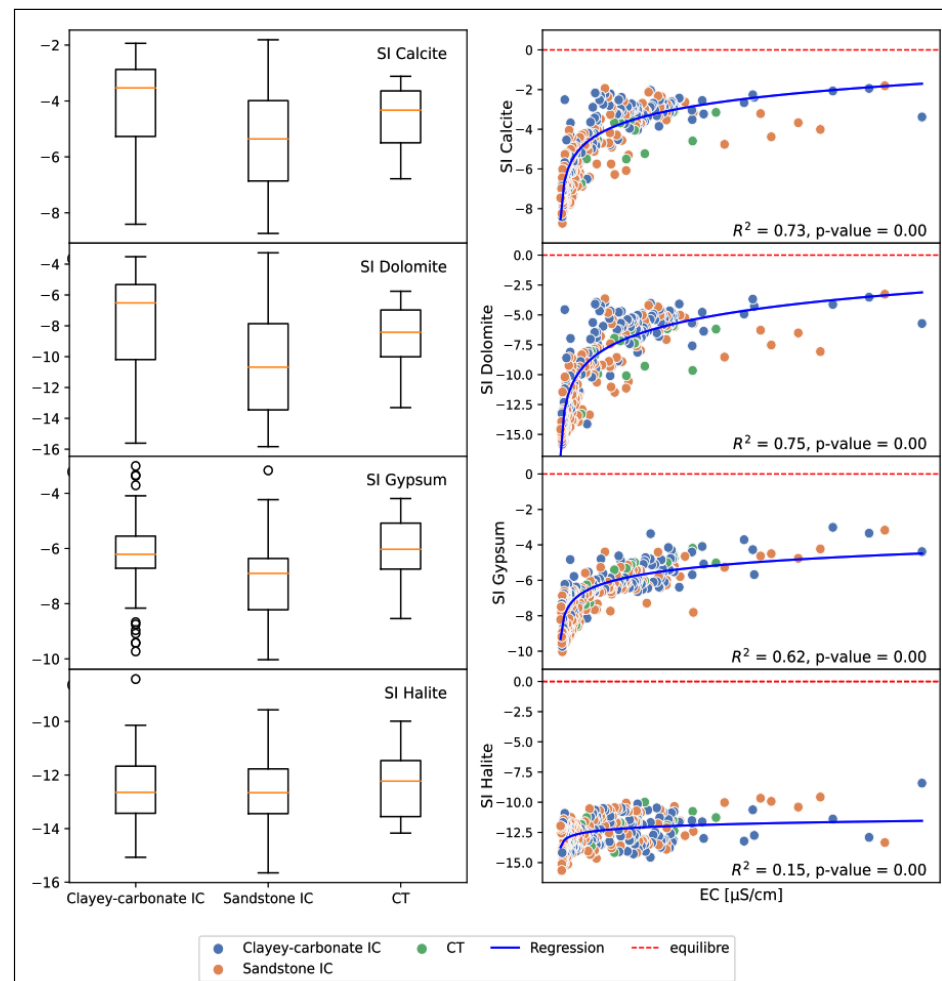 SI Calcite
−2
−4
−6
−8
SI Dolomite
−6
−8
−10
−12
−14
−16
SI Gypsum
−4
−6
−8
−10
SI Halite
−10
−12
−14
−16
Clayey-carbonate IC Sandstone IC CT
SI Calcite
0
−2
−4
−6
−8
R² = 0.73, p-value = 0.00
SI Dolomite
0.0
−2.5
−5.0
−7.5
−10.0
−12.5
−15.0
R² = 0.75, p-value = 0.00
SI Gypsum
0
−2
−4
−6
−8
−10
R² = 0.62, p-value = 0.00
SI Halite
0.0
−2.5
−5.0
−7.5
−10.0
−12.5
−15.0
R² = 0.15, p-value = 0.00
EC [µS/cm]
Clayey-carbonate IC CT Regression equilibre
Sandstone IC